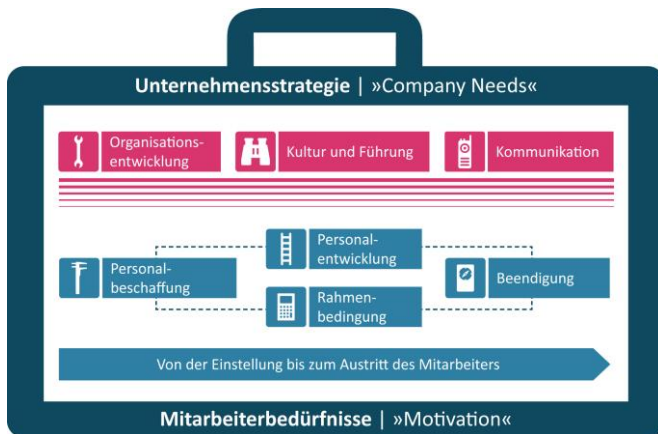 Unternehmensstrategie | »Company Needs«
Organisations-
entwicklung
Kultur und Führung
Kommunikation
Personal-
entwicklung
Personal-
beschaffung
Beendigung
Rahmen-
bedingung
Von der Einstellung bis zum Austritt des Mitarbeiters
Mitarbeiterbedürfnisse | »Motivation«